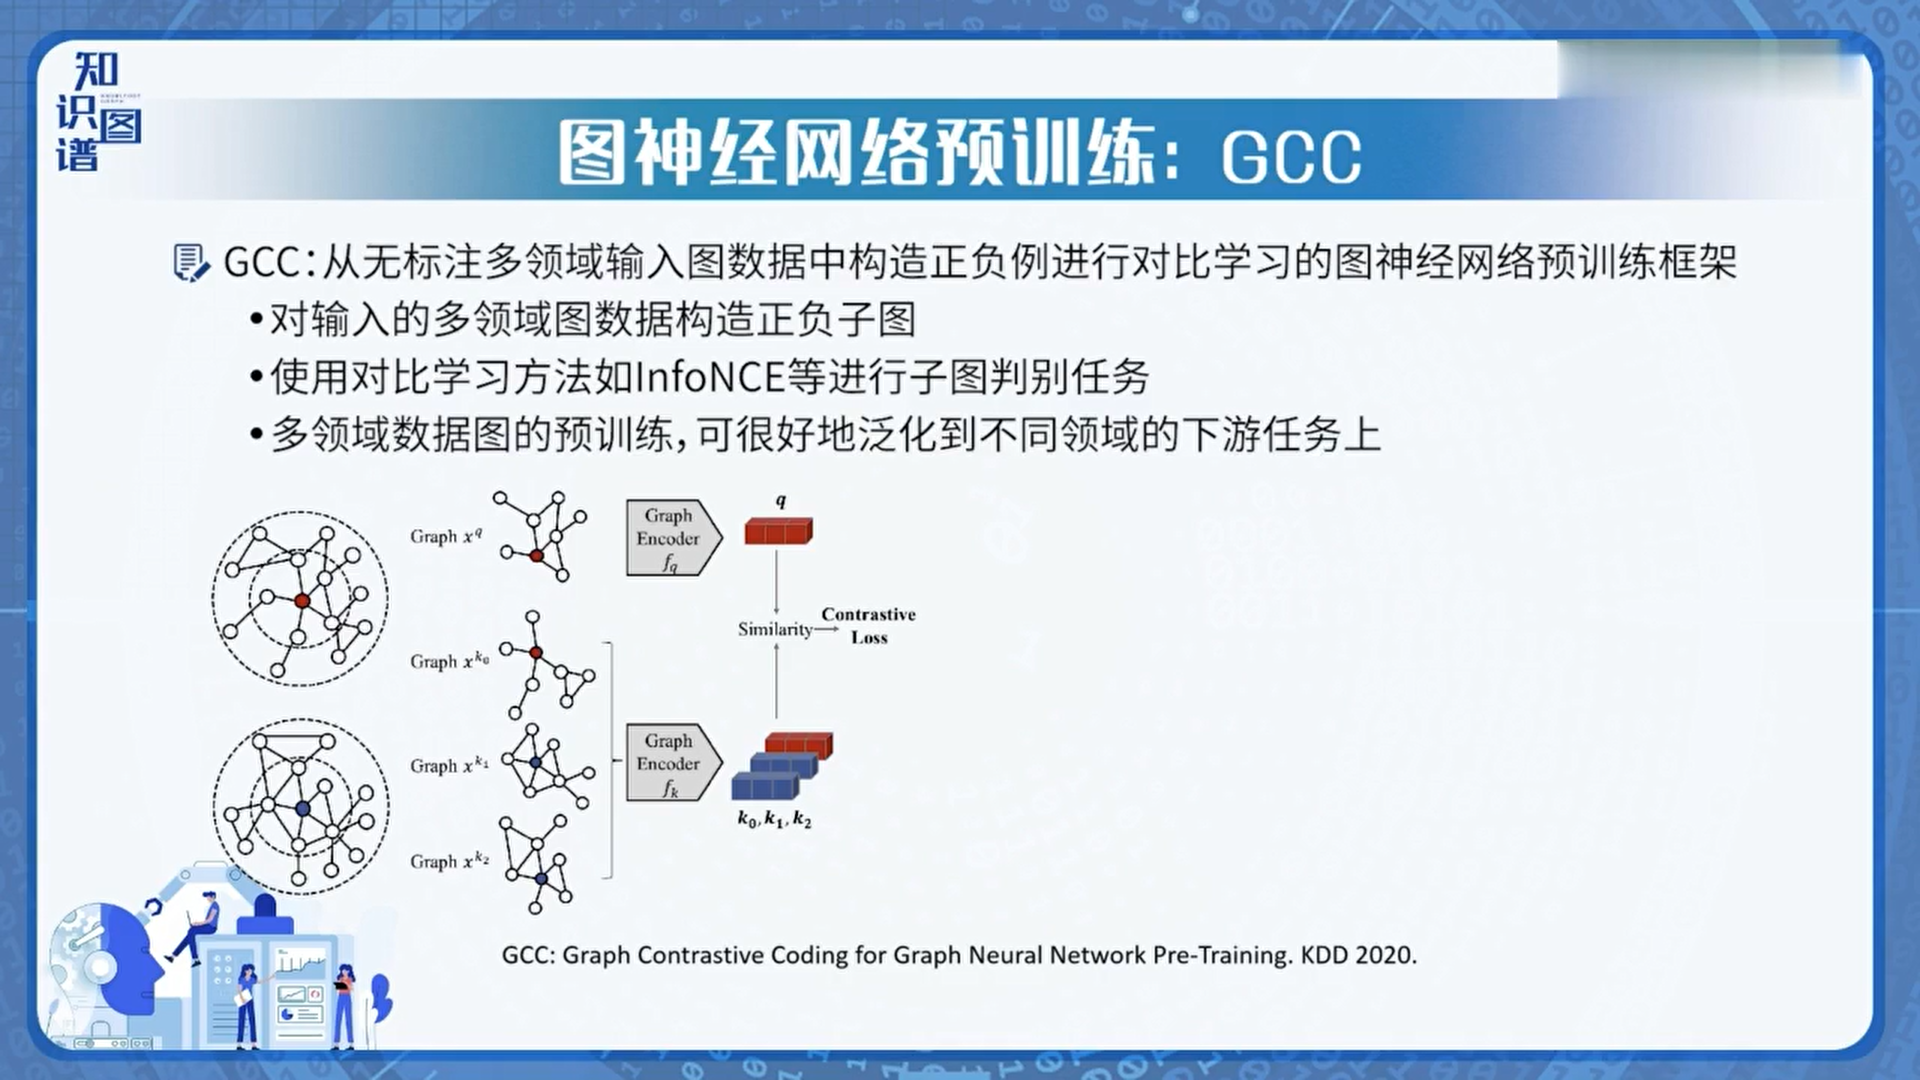 知识图谱
图神经网络预训练：GCC
GCC：从无标注多领域输入图数据中构造正负例进行对比学习的图神经网络预训练框架
•对输入的多领域图数据构造正负子图
•使用对比学习方法如InfoNCE等进行子图判别任务
•多领域数据图的预训练，可很好地泛化到不同领域的下游任务上
Graph x^q
Graph Encoder f_q
q
Similarity
Contrastive Loss
Graph x^{k_0}
Graph x^{k_1}
Graph x^{k_2}
Graph Encoder f_k
k_0, k_1, k_2
GCC: Graph Contrastive Coding for Graph Neural Network Pre-Training. KDD 2020.